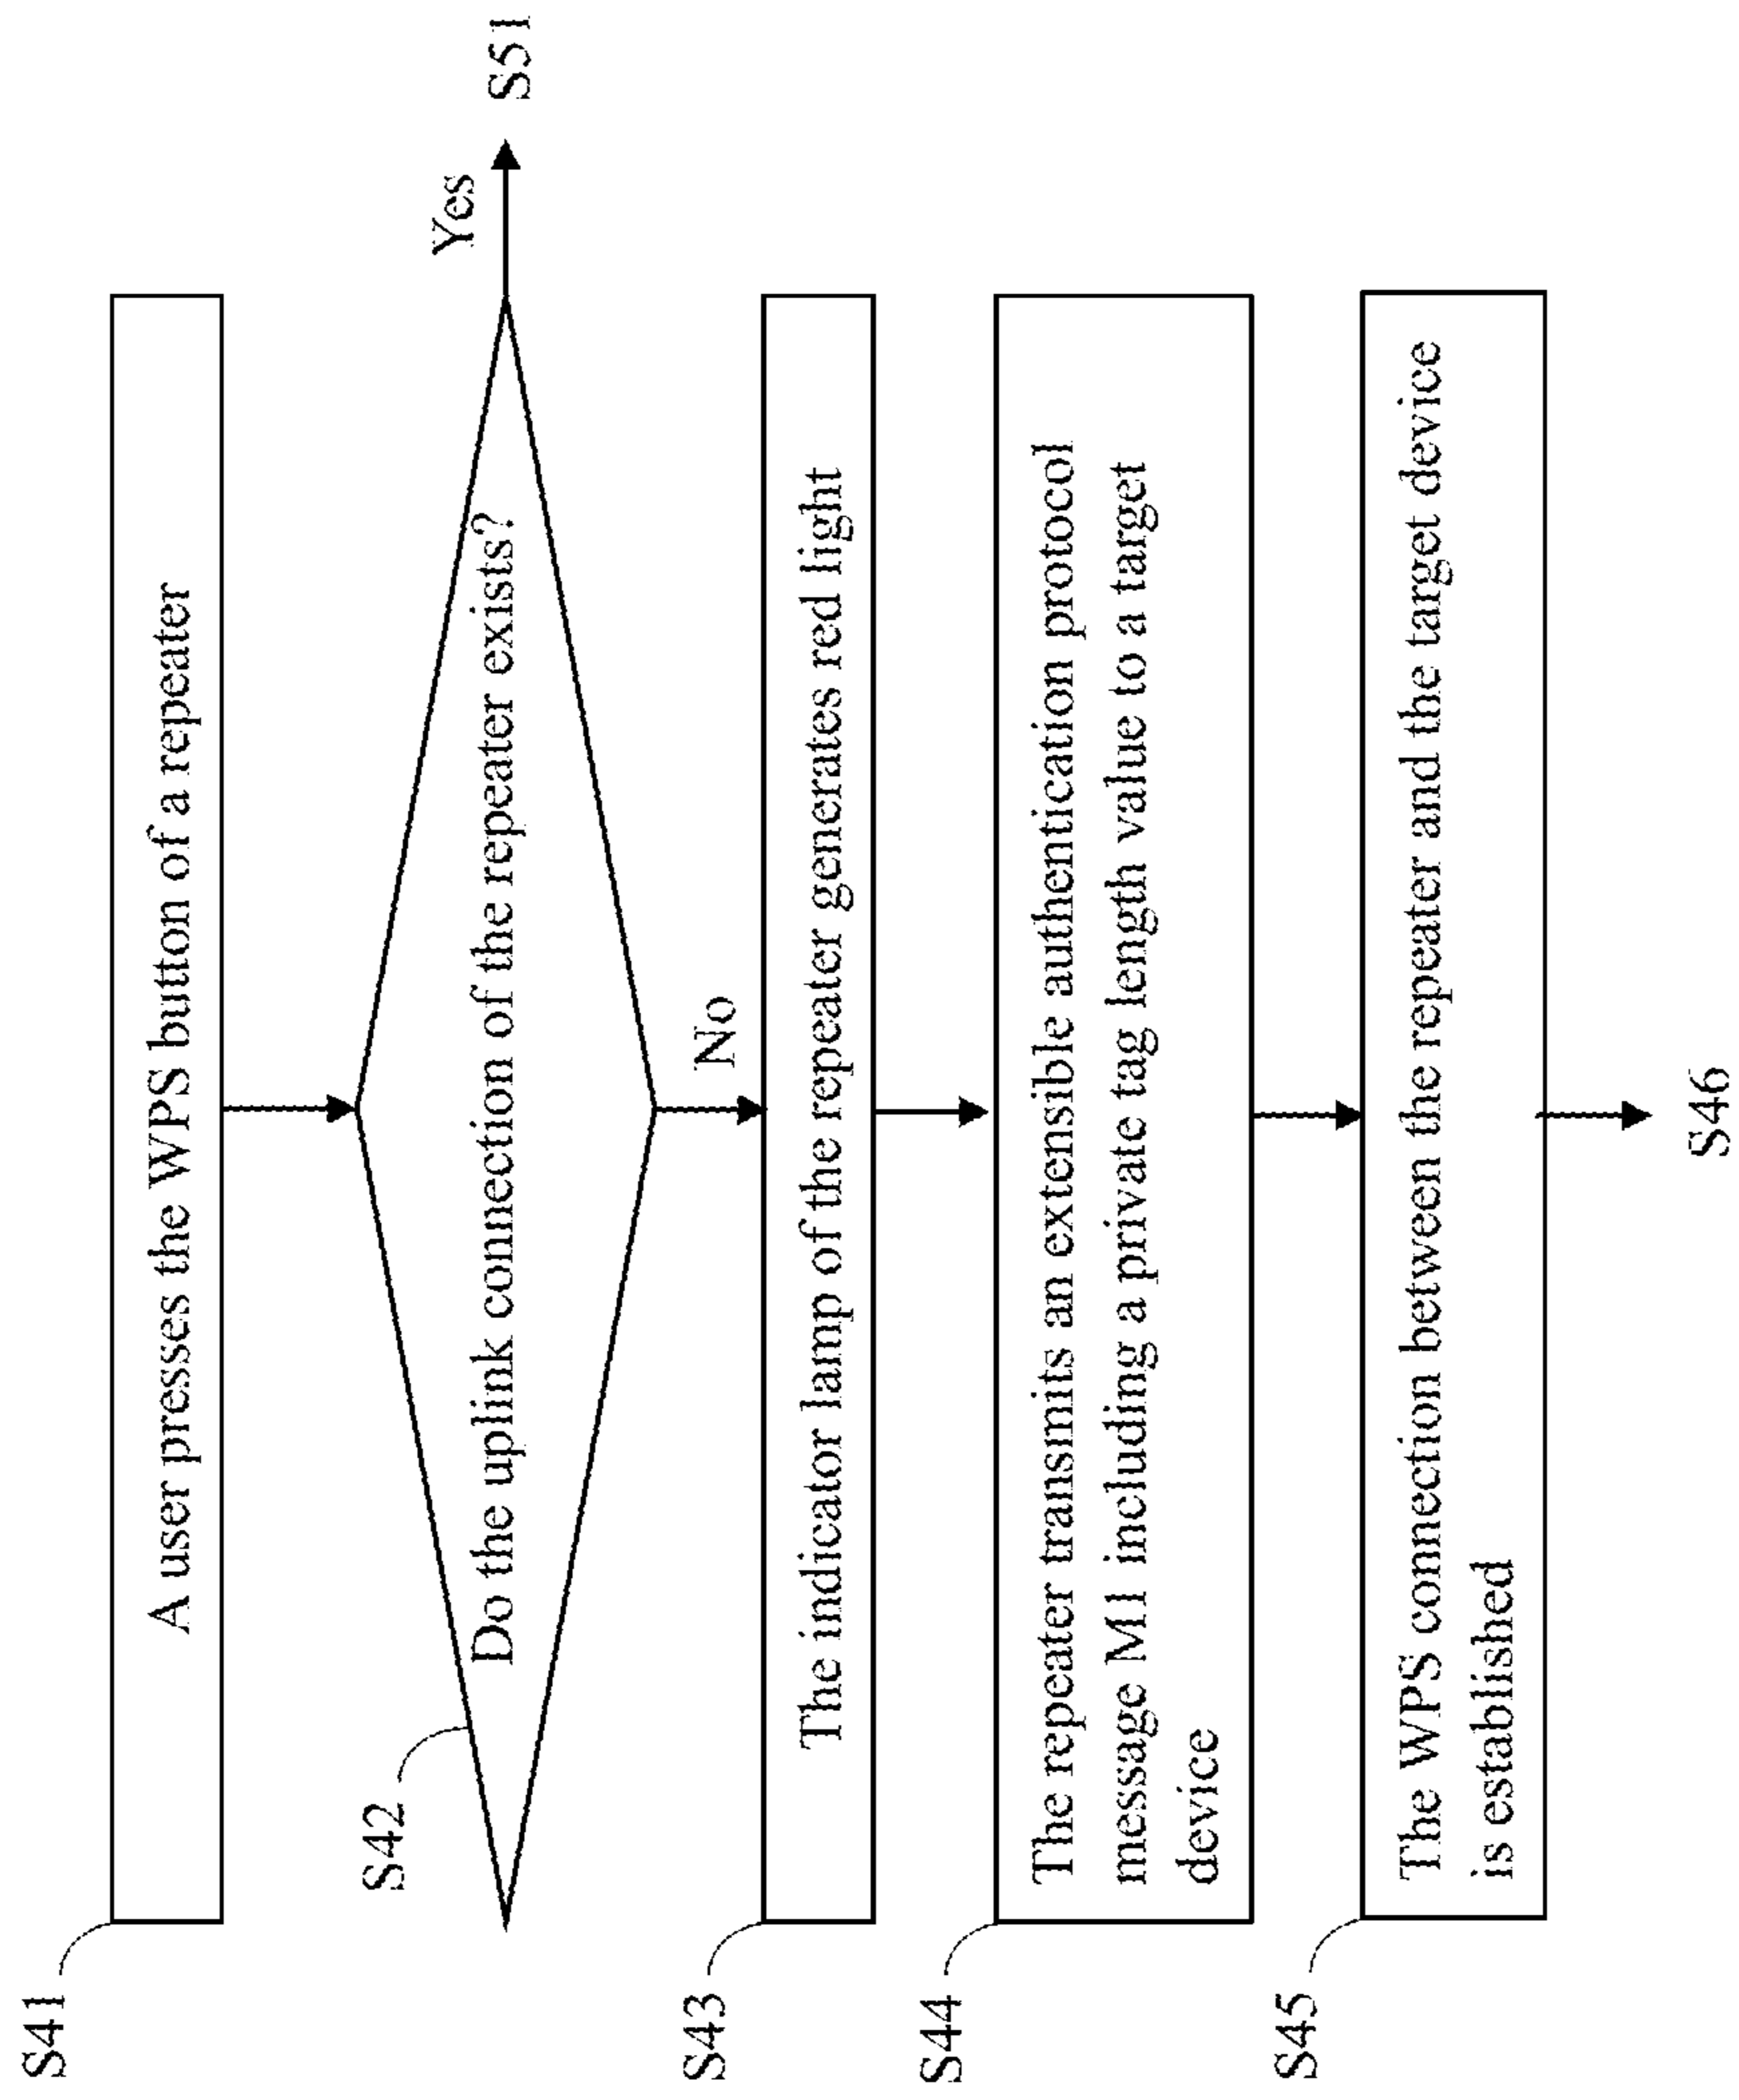 S41
A user presses the WPS button of a repeater
S42
Do the uplink connection of the repeater exists?
Yes
S51
No
S43
The indicator lamp of the repeater generates red light
S44
The repeater transmits an extensible authentication protocol
message M1 including a private tag length value to a target
device
S45
The WPS connection between the repeater and the target device
is established
S46